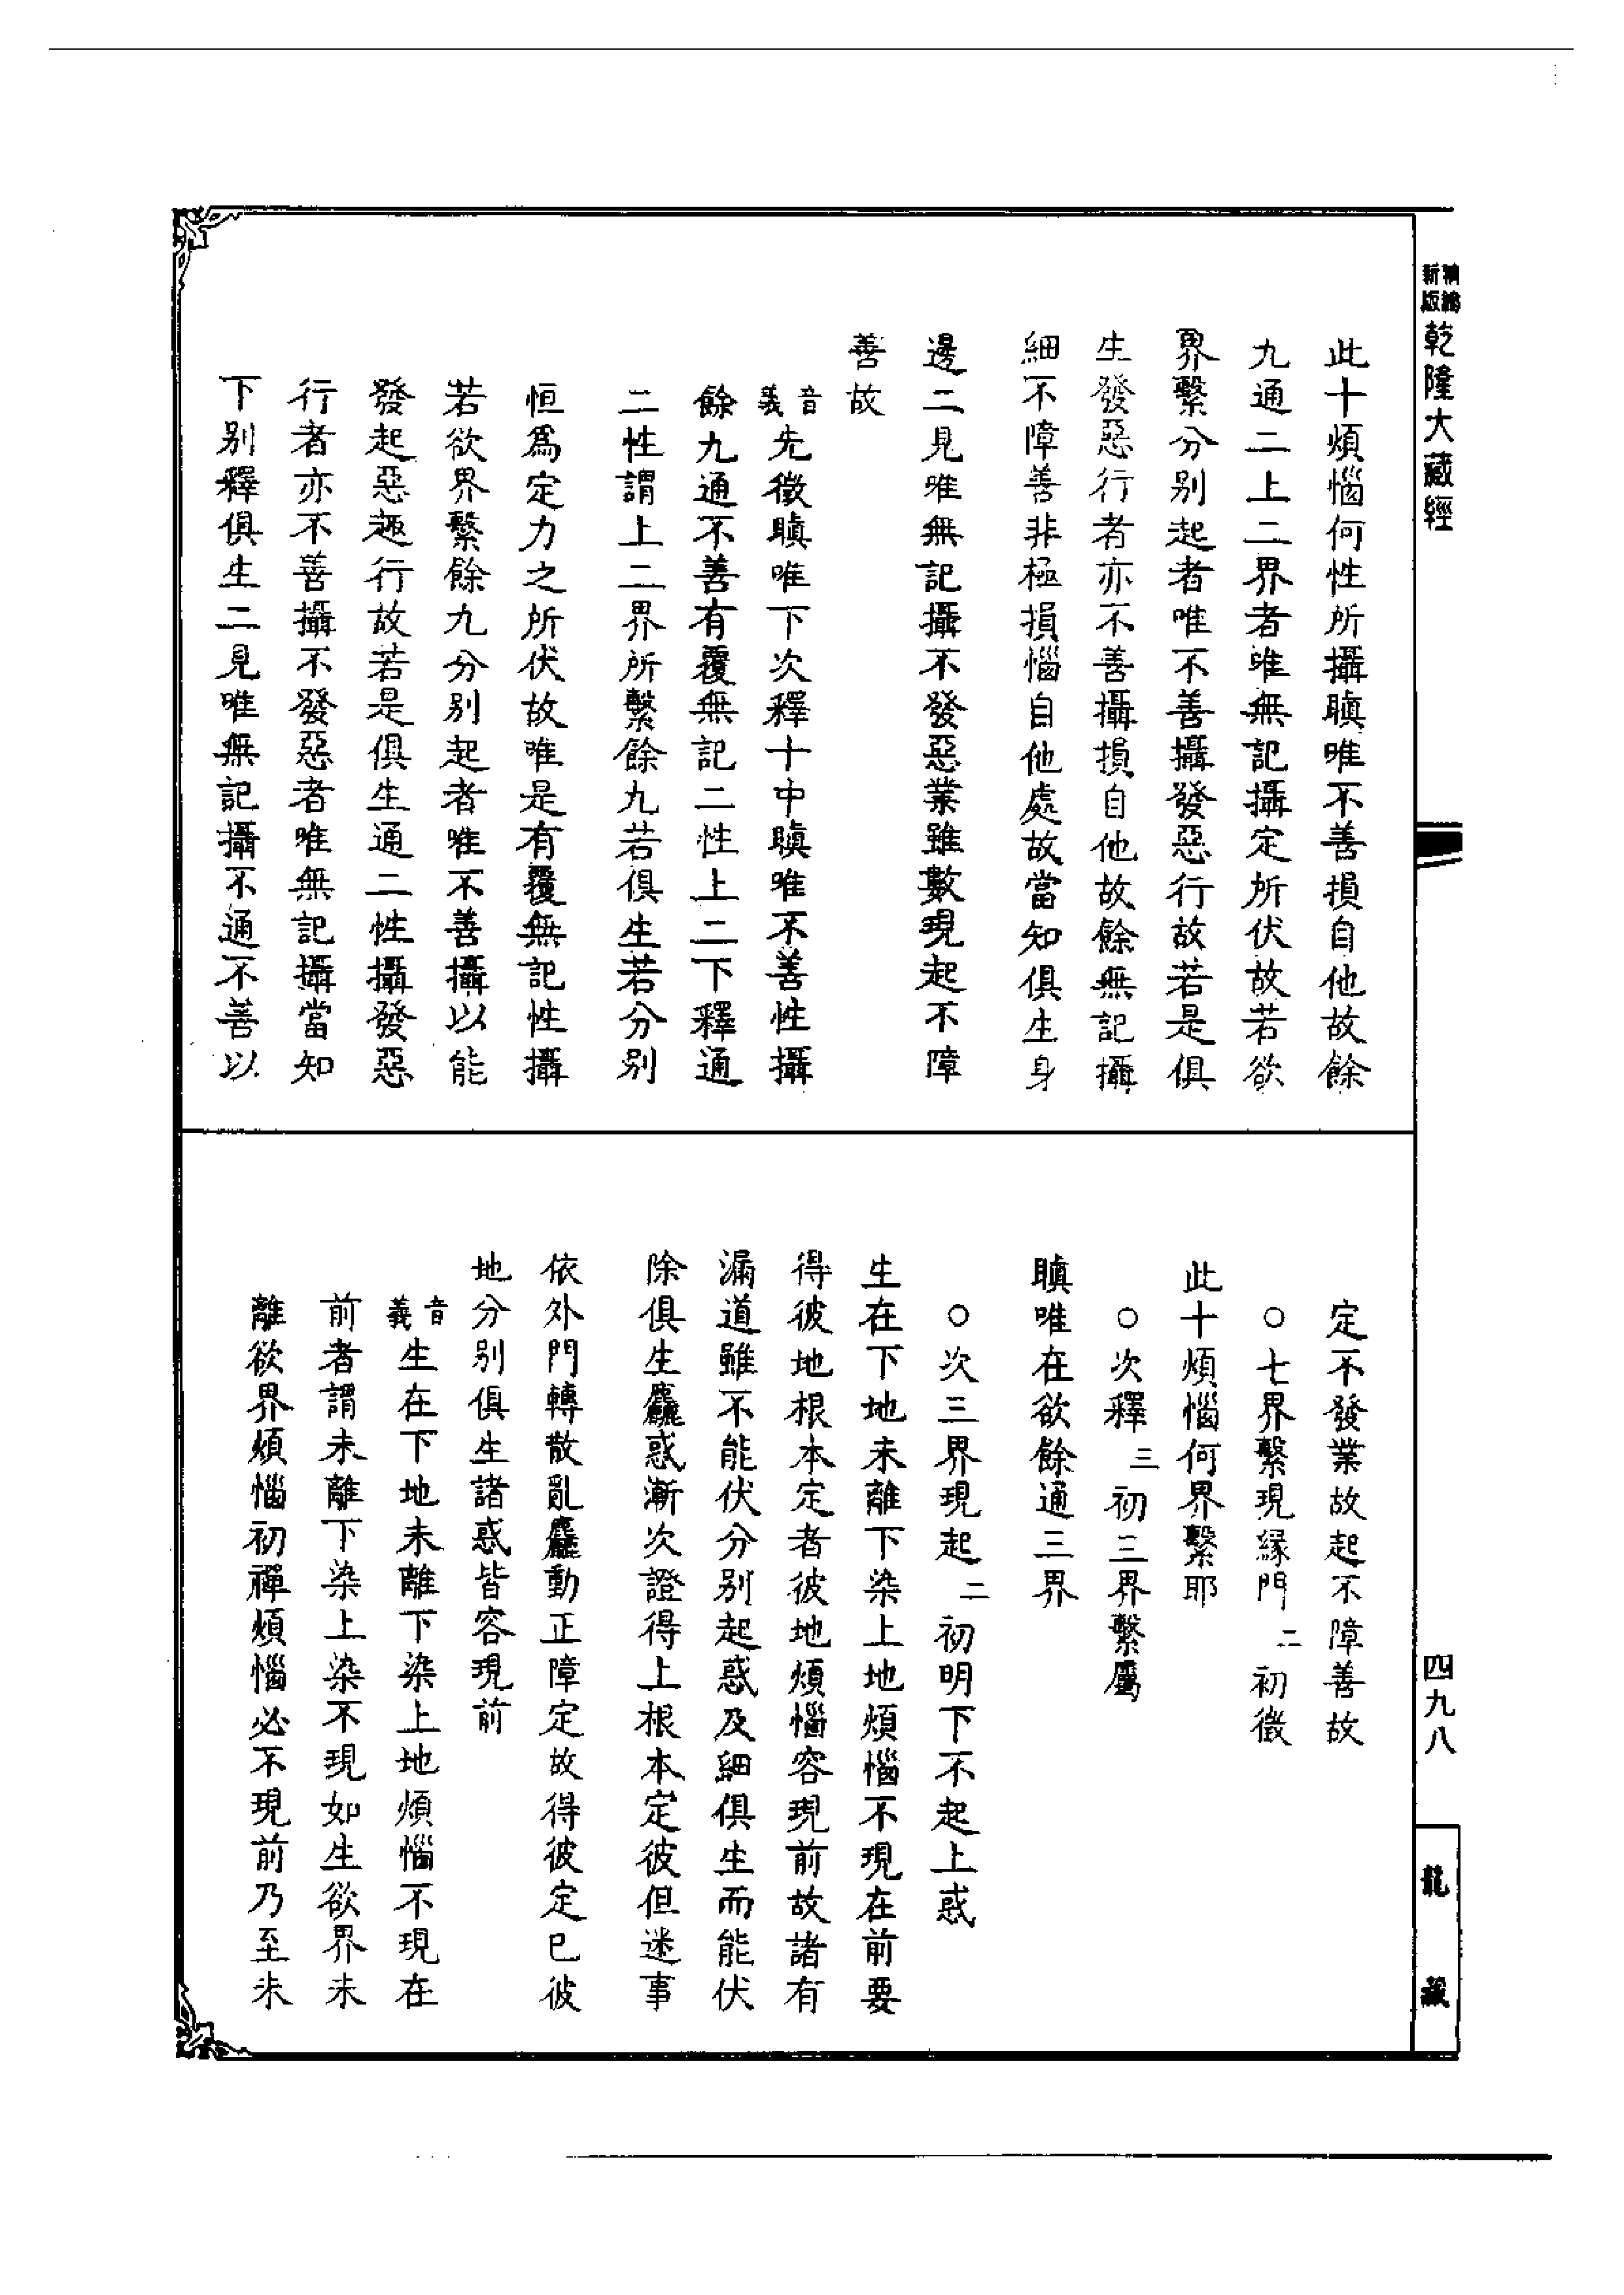 精繕新版乾隆大藏經
四九八
龍藏
此十煩惱何性所攝瞋唯不善損自他故餘
九通二上二界者唯無記攝定所伏故若欲
界繫分別起者唯不善攝發惡行故若是俱
生發惡行者亦不善攝損自他故餘無記攝
細不障善非極損惱自他處故當知俱生身
邊二見唯無記攝不發惡業雖數現起不障
善故
音義先徵瞋唯下次釋十中瞋唯不善性攝
餘九通不善有覆無記二性上二下釋通
二性謂上二界所繫餘九若俱生若分別
恒爲定力之所伏故唯是有覆無記性攝
若欲界繫餘九分別起者唯不善攝以能
發起惡趣行故若是俱生通二性攝發惡
行者亦不善攝不發惡者唯無記攝當知
下別釋俱生二見唯無記攝不通不善以
定不發業故起不障善故
○七界繫現緣門二 初徵
此十煩惱何界繫耶
○次釋三 初三界繫屬
瞋唯在欲餘通三界
○次三界現起二 初明下不起上惑
生在下地未離下染上地煩惱不現在前要
得彼地根本定者彼地煩惱容現前故諸有
漏道雖不能伏分別起惑及細俱生而能伏
除俱生麤惑漸次證得上根本定彼但迷事
依外門轉散亂麤動正障定故得彼定已彼
地分別俱生諸惑皆容現前
音義生在下地未離下染上地煩惱不現在
前者謂未離下染上染不現如生欲界未
離欲界煩惱初禪煩惱必不現前乃至未